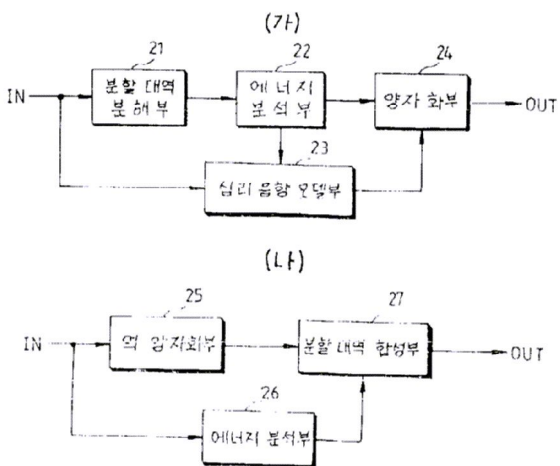 (가)
21
22
24
IN
분할 대역
분해부
에너지
분석부
양자 화부
OUT
23
심리 음향 모델부
(나)
25
27
IN
역 양자화부
분할 대역 합성부
OUT
26
에너지 분석부